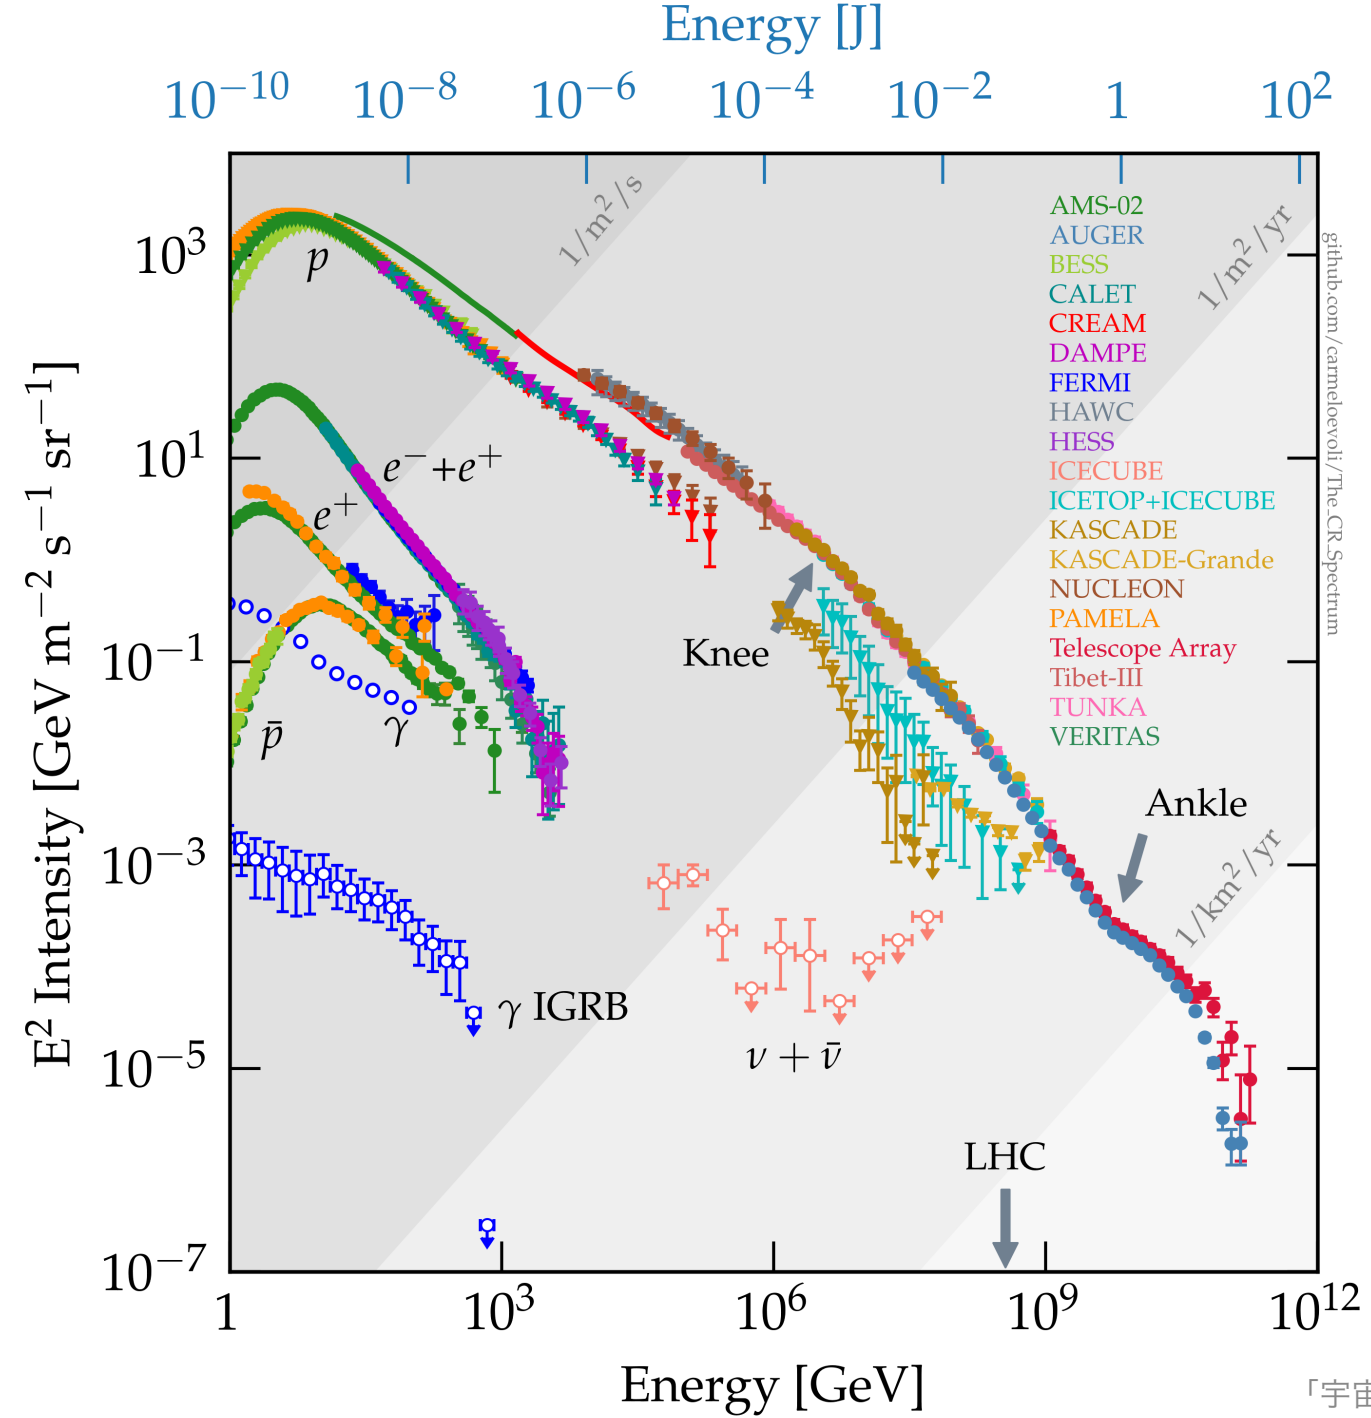 Energy [J]
10−10 10−8 10−6 10−4 10−2 1 10²
1/m²/s
1/m²/yr
1/km²/yr
10³
10¹
10−1
10−3
10−5
10−7
E² Intensity [GeV m−2 s−1 sr−1]
p
e−+e+
e+
p̄
γ
γ IGRB
ν + ν̄
Knee
Ankle
LHC
AMS-02
AUGER
BESS
CALET
CREAM
DAMPE
FERMI
HAWC
HESS
ICECUBE
ICETOP+ICECUBE
KASCADE
KASCADE-Grande
NUCLEON
PAMELA
Telescope Array
Tibet-III
TUNKA
VERITAS
github.com/carmeloevoli/The_CR_Spectrum
1 10³ 10⁶ 10⁹ 10¹²
Energy [GeV]
「宇